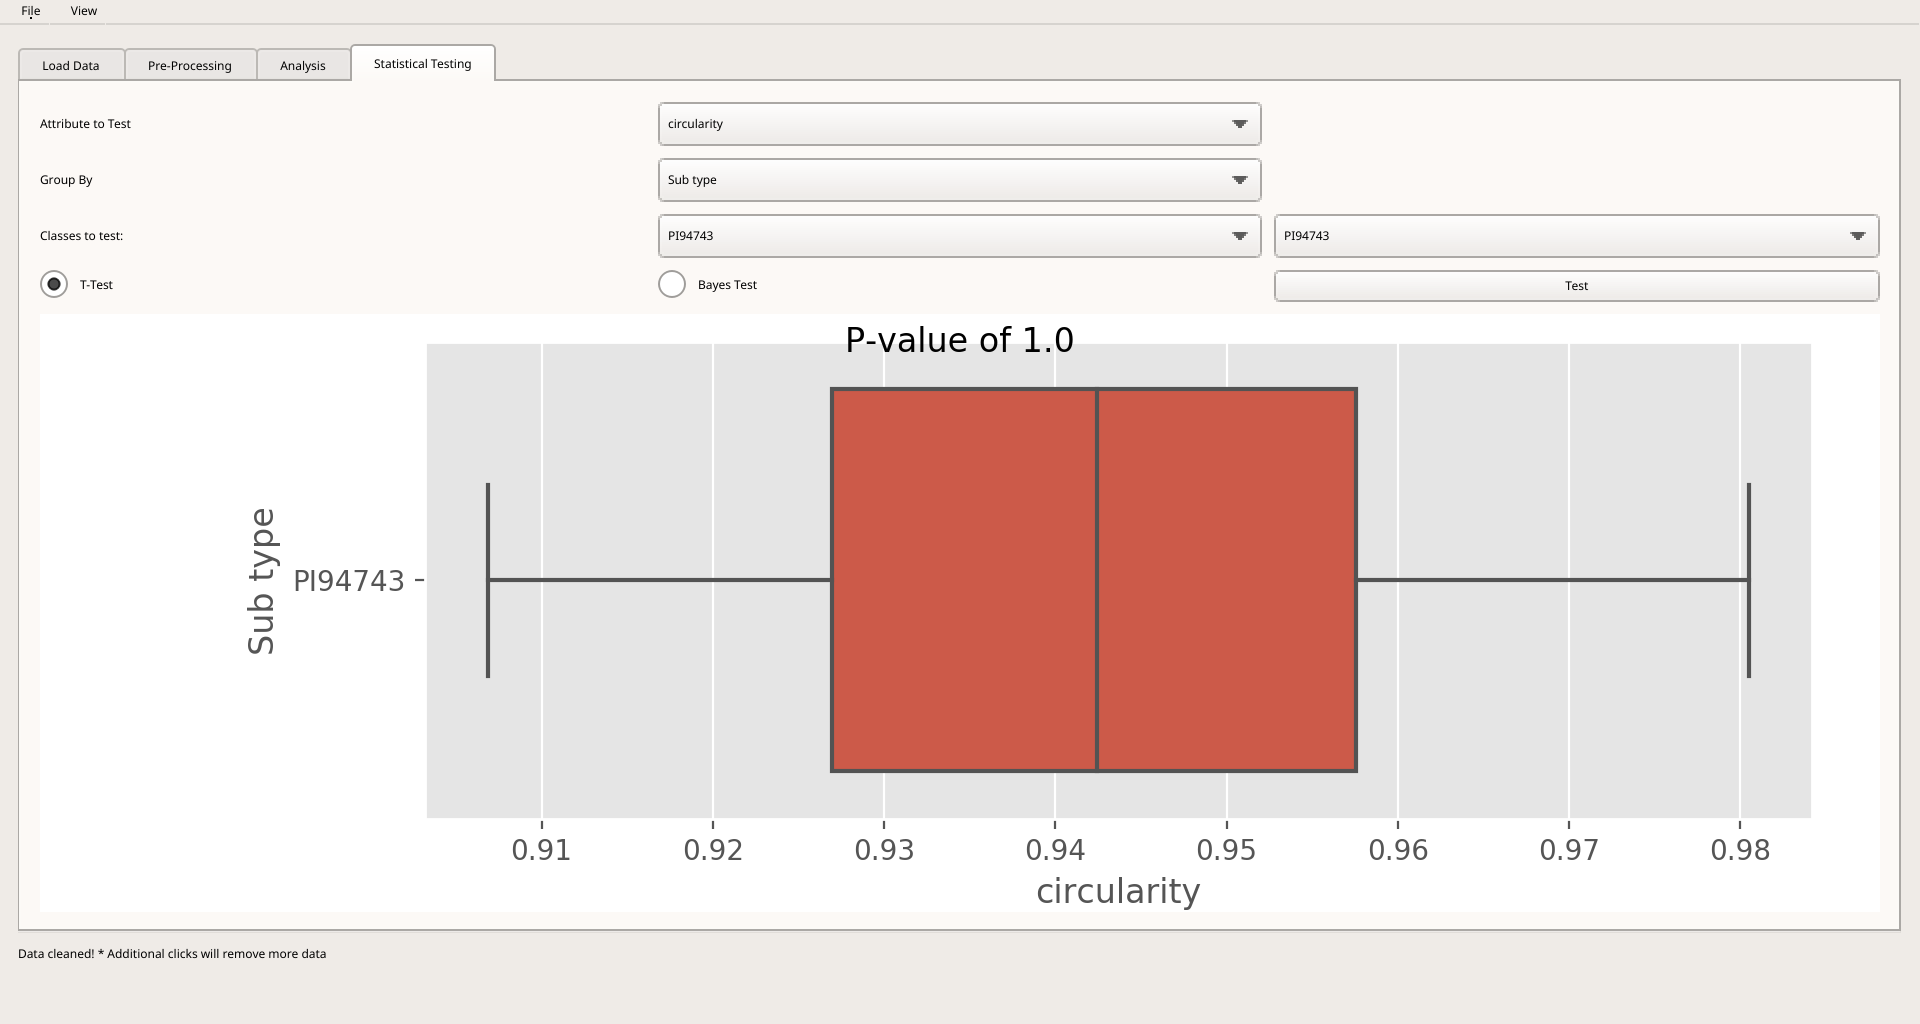 File View
Load Data Pre-Processing Analysis Statistical Testing
Attribute to Test circularity
Group By Sub type
Classes to test: PI94743 PI94743
T-Test Bayes Test Test
P-value of 1.0
Sub type
PI94743
0.91 0.92 0.93 0.94 0.95 0.96 0.97 0.98
circularity
Data cleaned! * Additional clicks will remove more data